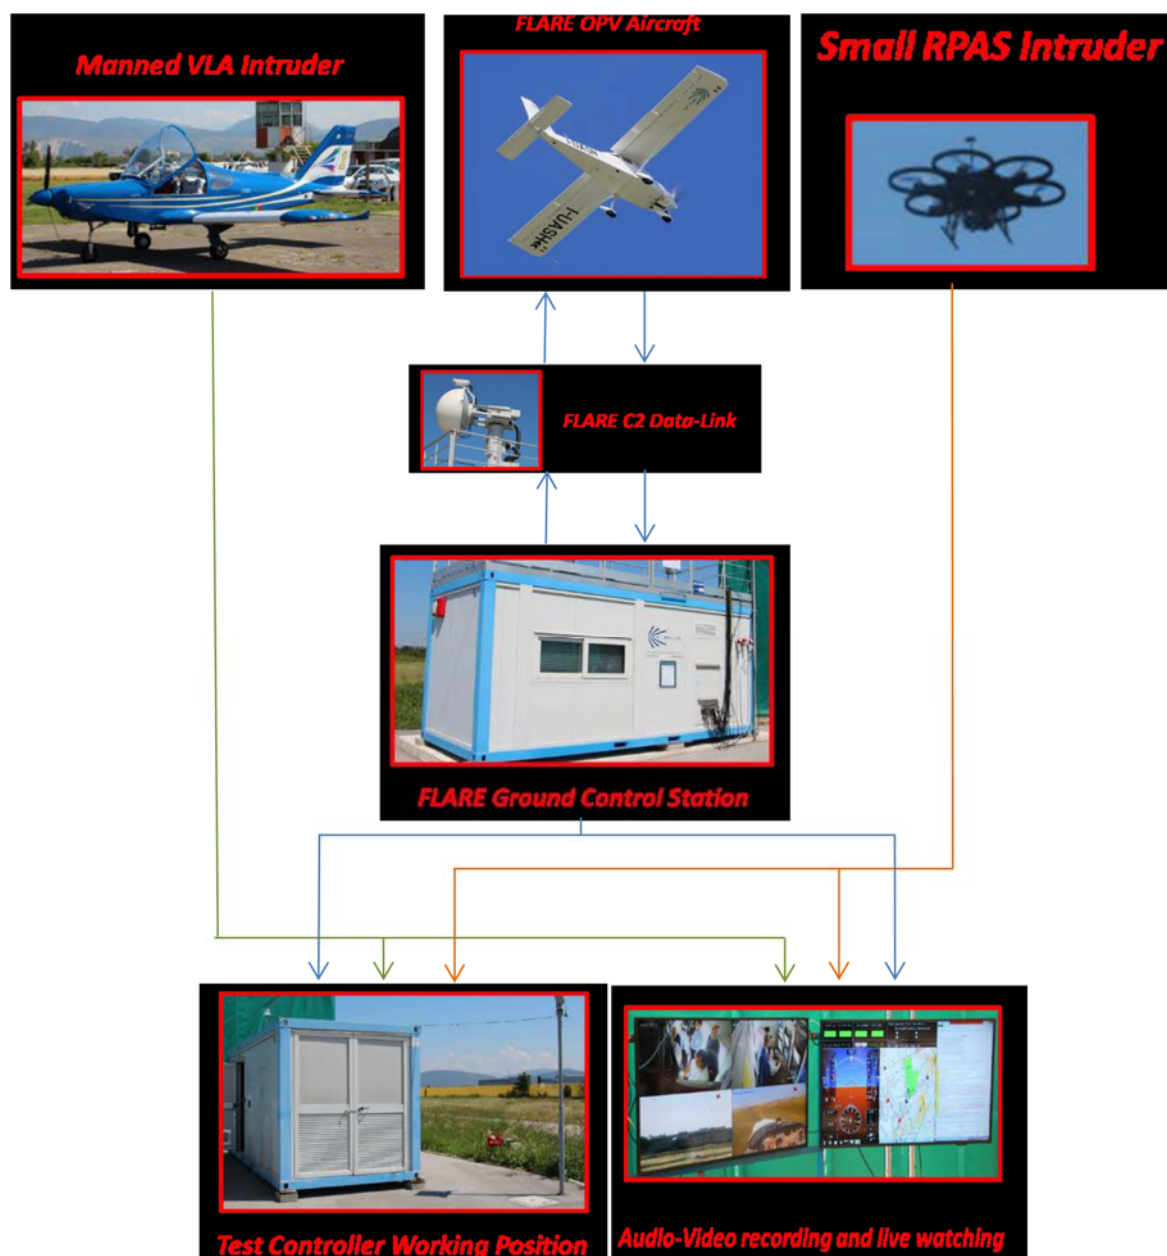 Manned VLA Intruder
FLARE OPV Aircraft
Small RPAS Intruder
I-UASH
FLARE C2 Data-Link
FLARE Ground Control Station
Test Controller Working Position
Audio-Video recording and live watching